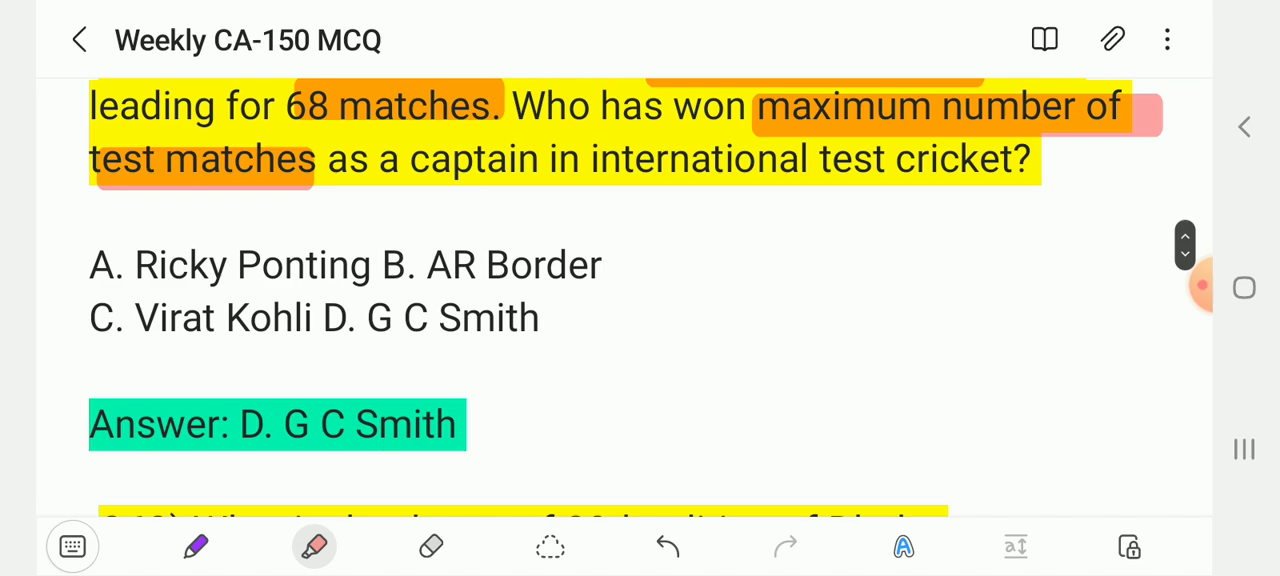 Weekly CA-150 MCQ
leading for 68 matches. Who has won maximum number of
test matches as a captain in international test cricket?
A. Ricky Ponting B. AR Border
C. Virat Kohli D. G C Smith
Answer: D. G C Smith